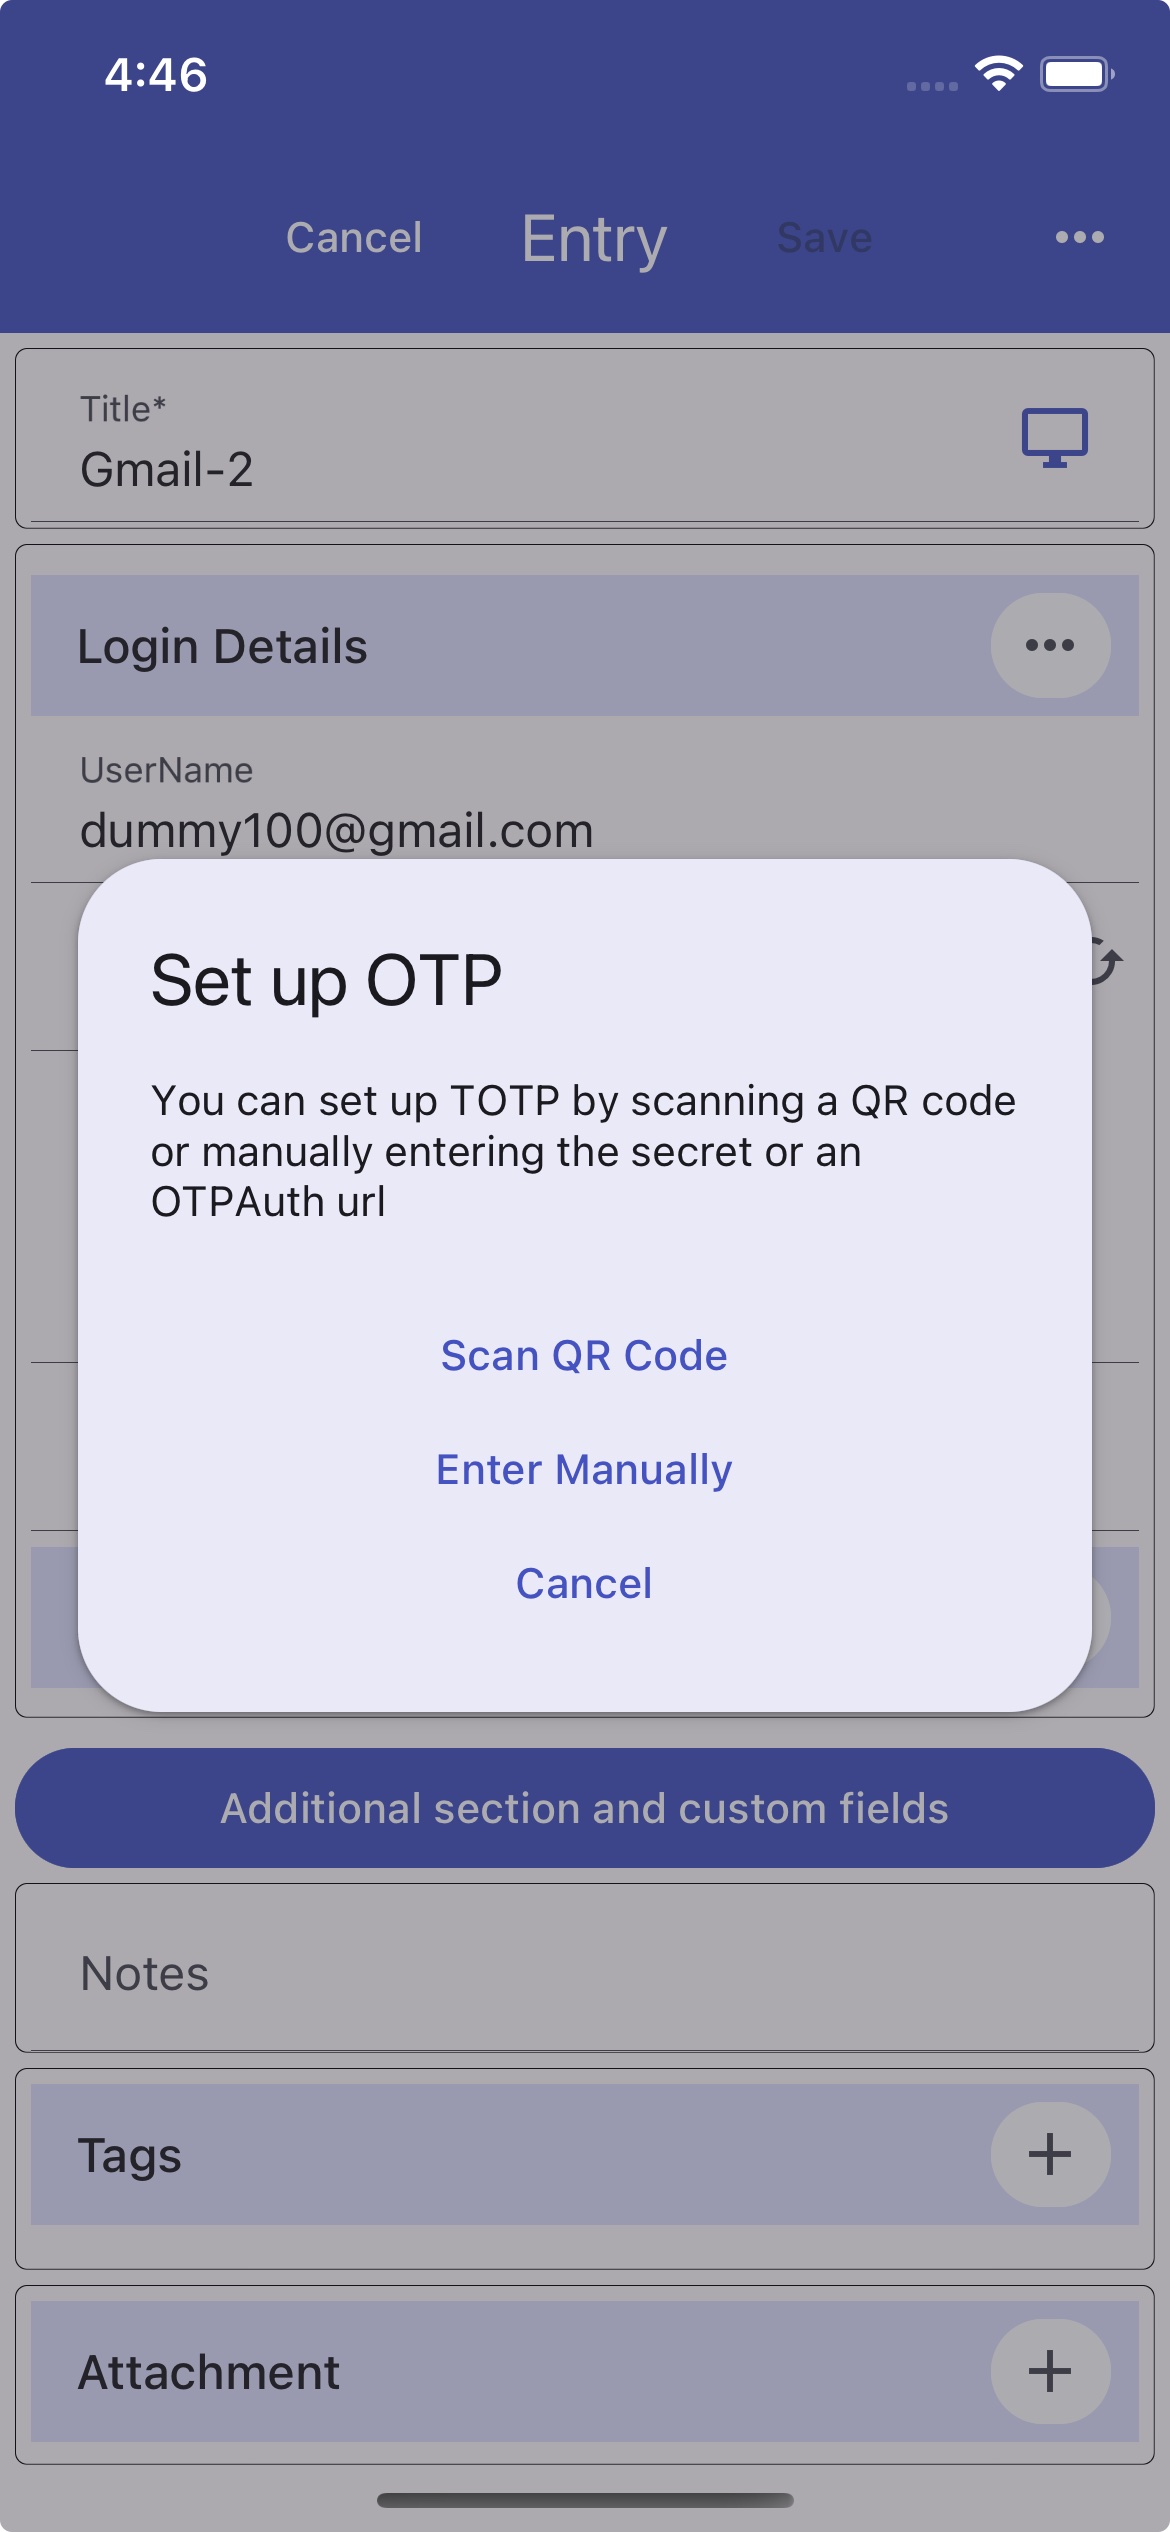 4:46
Cancel Entry Save
Title*
Gmail-2
Login Details
UserName
dummy100@gmail.com
Set up OTP
You can set up TOTP by scanning a QR code
or manually entering the secret or an
OTPAuth url
Scan QR Code
Enter Manually
Cancel
Additional section and custom fields
Notes
Tags
Attachment